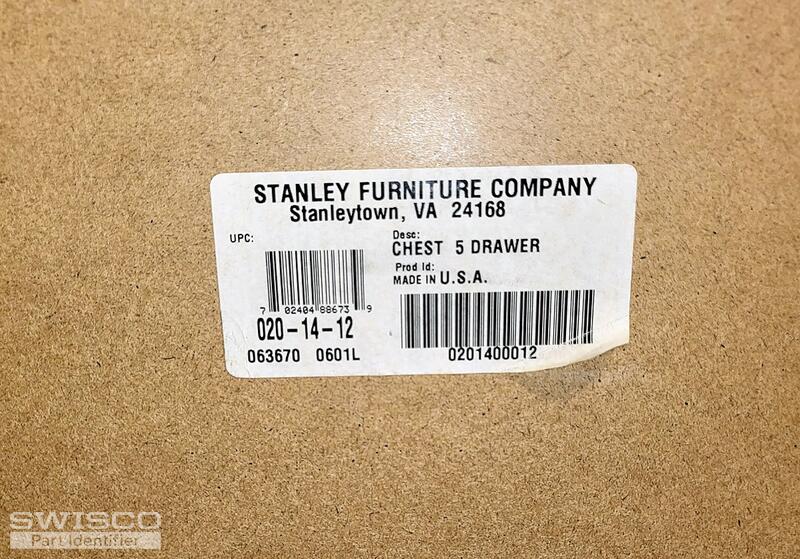 STANLEY FURNITURE COMPANY
Stanleytown, VA 24168
UPC:
7 02404 88673 9
020-14-12
063670 0601L
Desc:
CHEST 5 DRAWER
Prod Id:
MADE IN U.S.A.
0201400012
SWISCO
Part Identifier